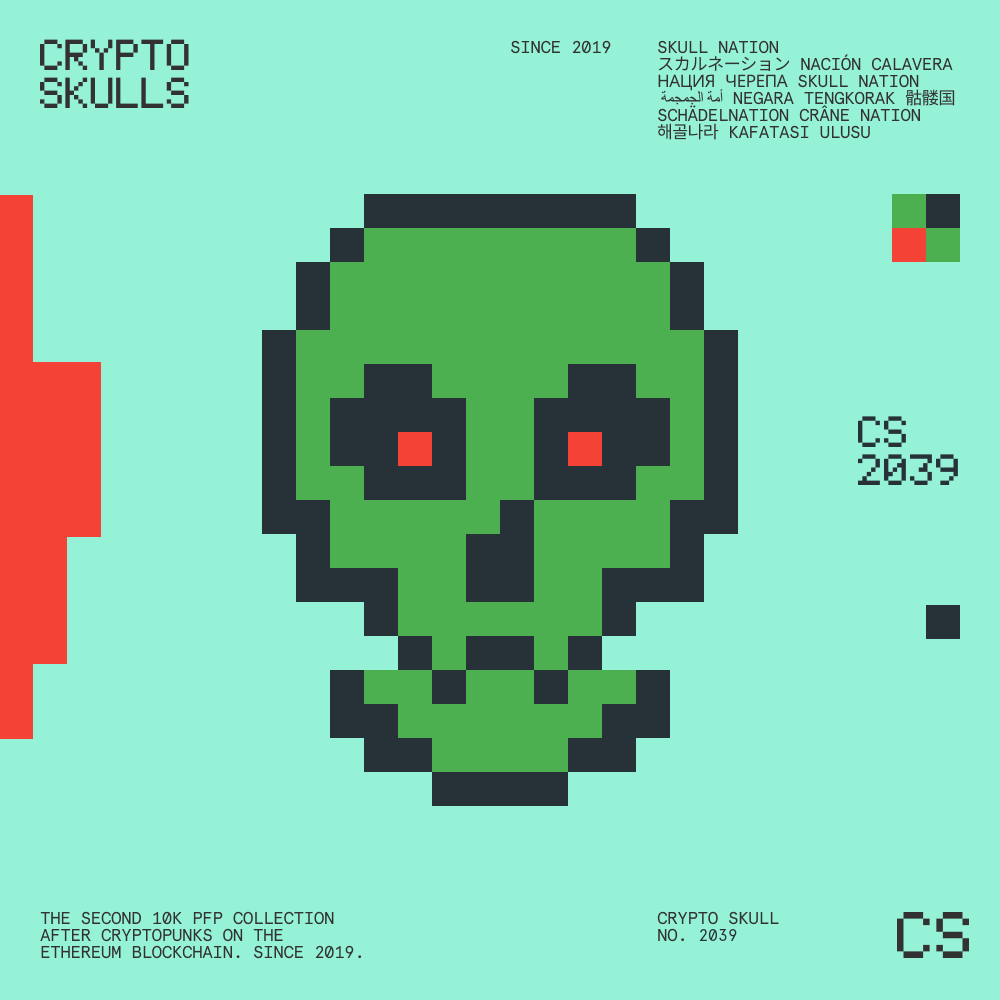 CRYPTO
SKULLS
SINCE 2019
SKULL NATION
スカルネーション NACIÓN CALAVERA
НАЦИЯ ЧЕРЕПА SKULL NATION
أمة الجمجمة NEGARA TENGKORAK 骷髅国
SCHÄDELNATION CRÂNE NATION
해골나라 KAFATASI ULUSU
CS
2039
THE SECOND 10K PFP COLLECTION
AFTER CRYPTOPUNKS ON THE
ETHEREUM BLOCKCHAIN. SINCE 2019.
CRYPTO SKULL
NO. 2039
CS